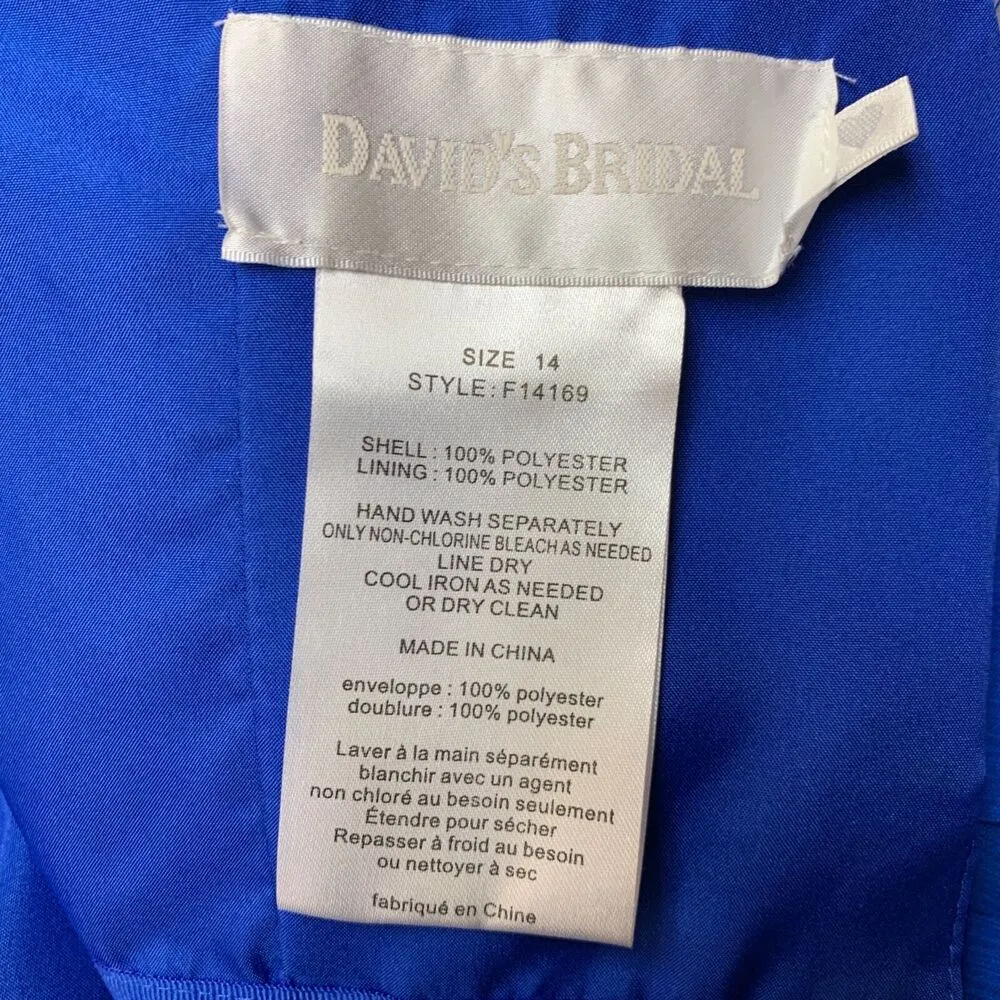 DAVID'S BRIDAL
SIZE 14
STYLE: F14169
SHELL : 100% POLYESTER
LINING : 100% POLYESTER
HAND WASH SEPARATELY
ONLY NON-CHLORINE BLEACH AS NEEDED
LINE DRY
COOL IRON AS NEEDED
OR DRY CLEAN
MADE IN CHINA
enveloppe : 100% polyester
doublure : 100% polyester
Laver à la main séparément
blanchir avec un agent
non chloré au besoin seulement
Étendre pour sécher
Repasser à froid au besoin
ou nettoyer à sec
fabriqué en Chine